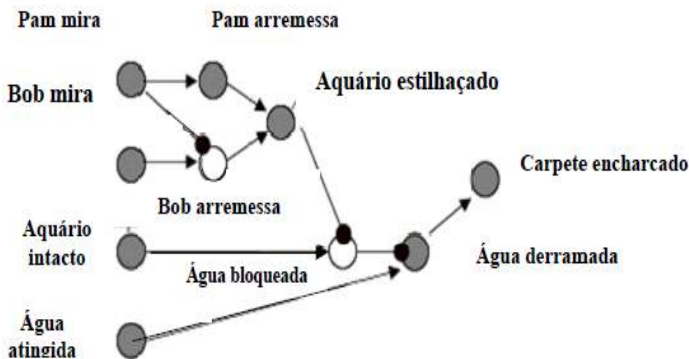 Pam mira
Pam arremessa
Bob mira
Aquário estilhaçado
Carpete encharcado
Bob arremessa
Aquário
intacto
Água bloqueada
Água derramada
Água
atingida